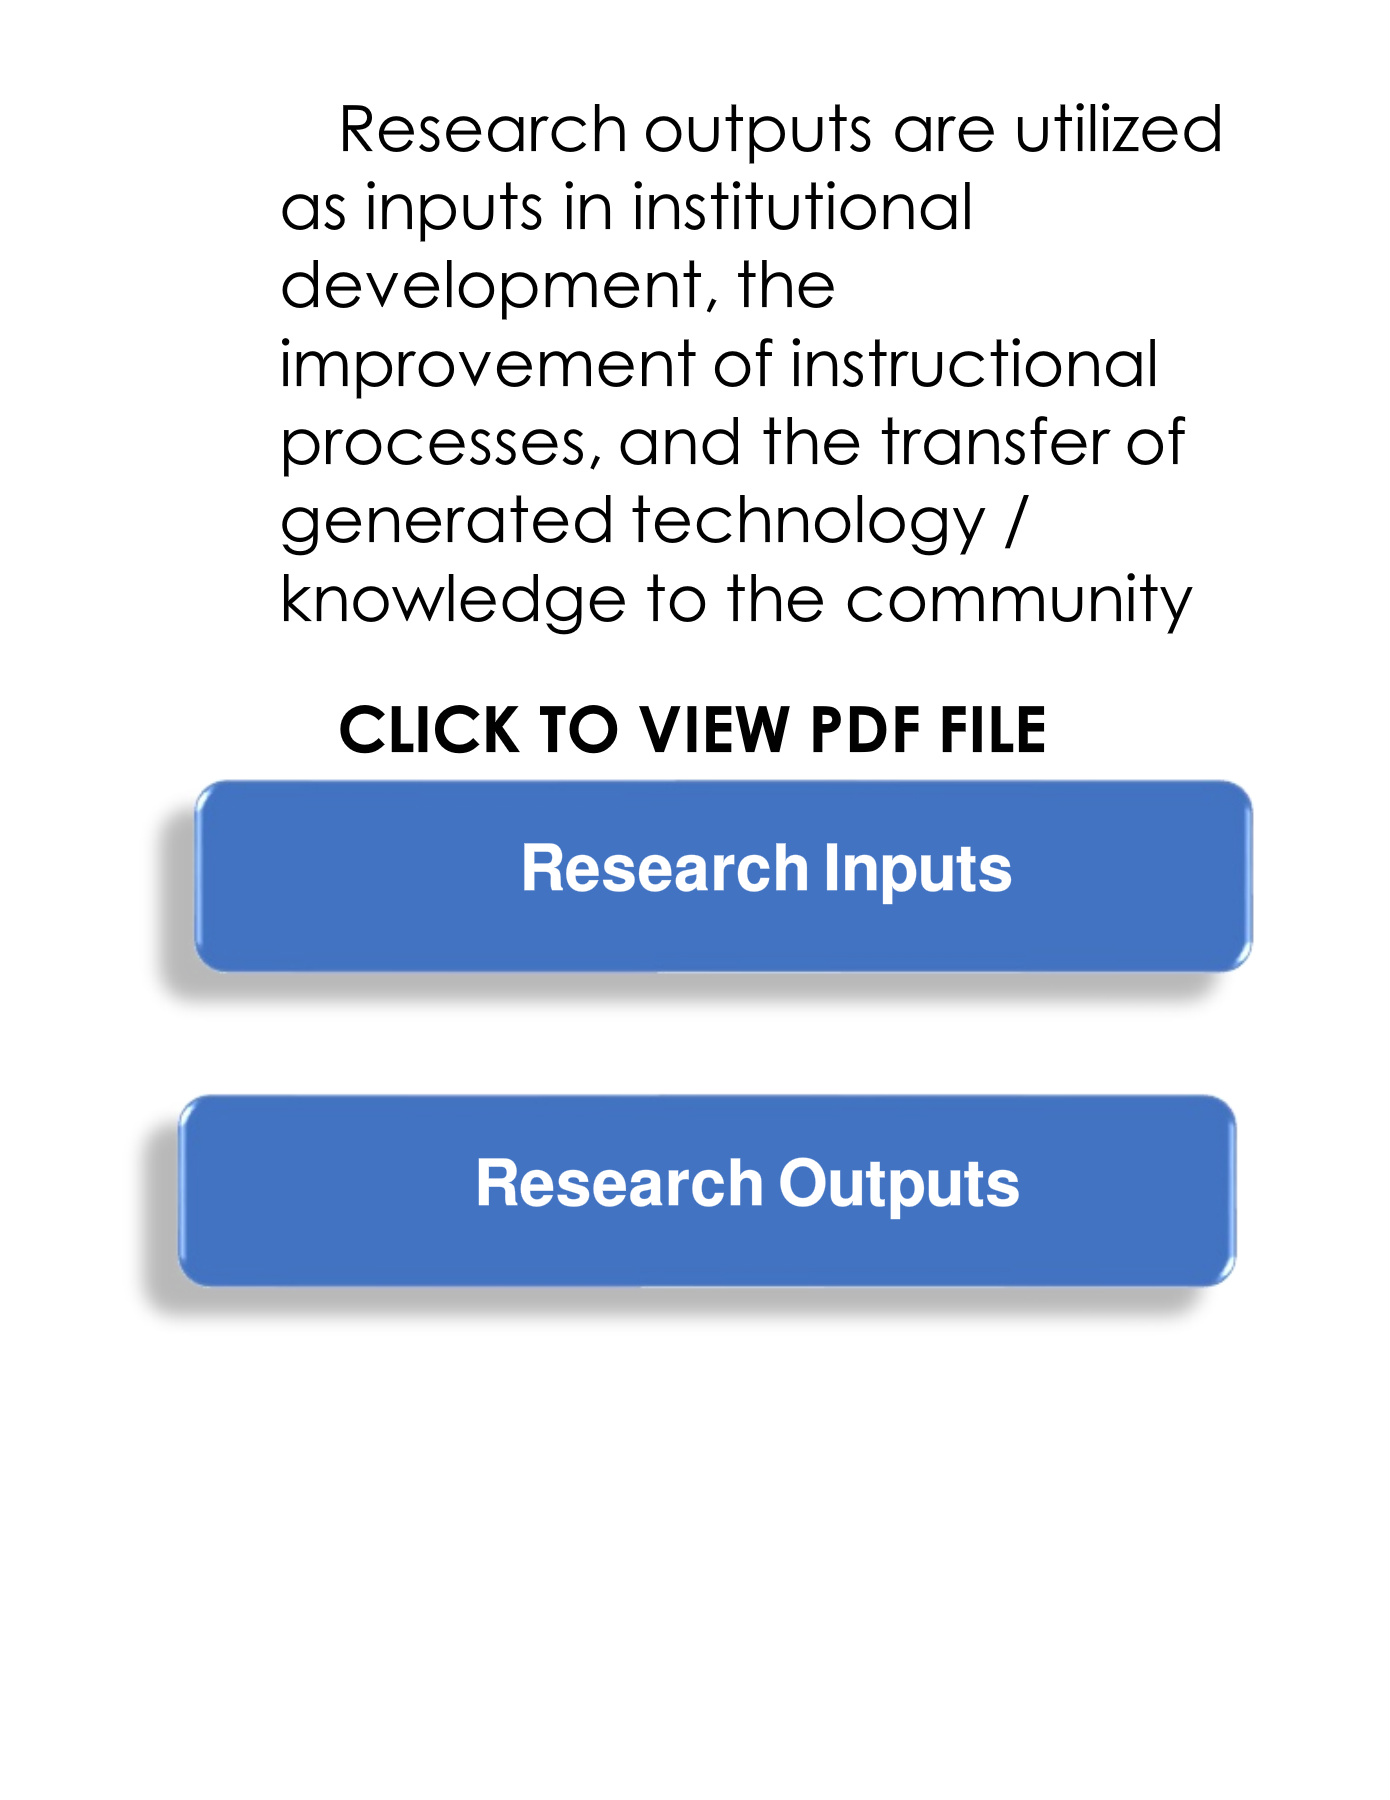 Research outputs are utilized
as inputs in institutional
development, the
improvement of instructional
processes, and the transfer of
generated technology /
knowledge to the community
CLICK TO VIEW PDF FILE
Research Inputs
Research Outputs